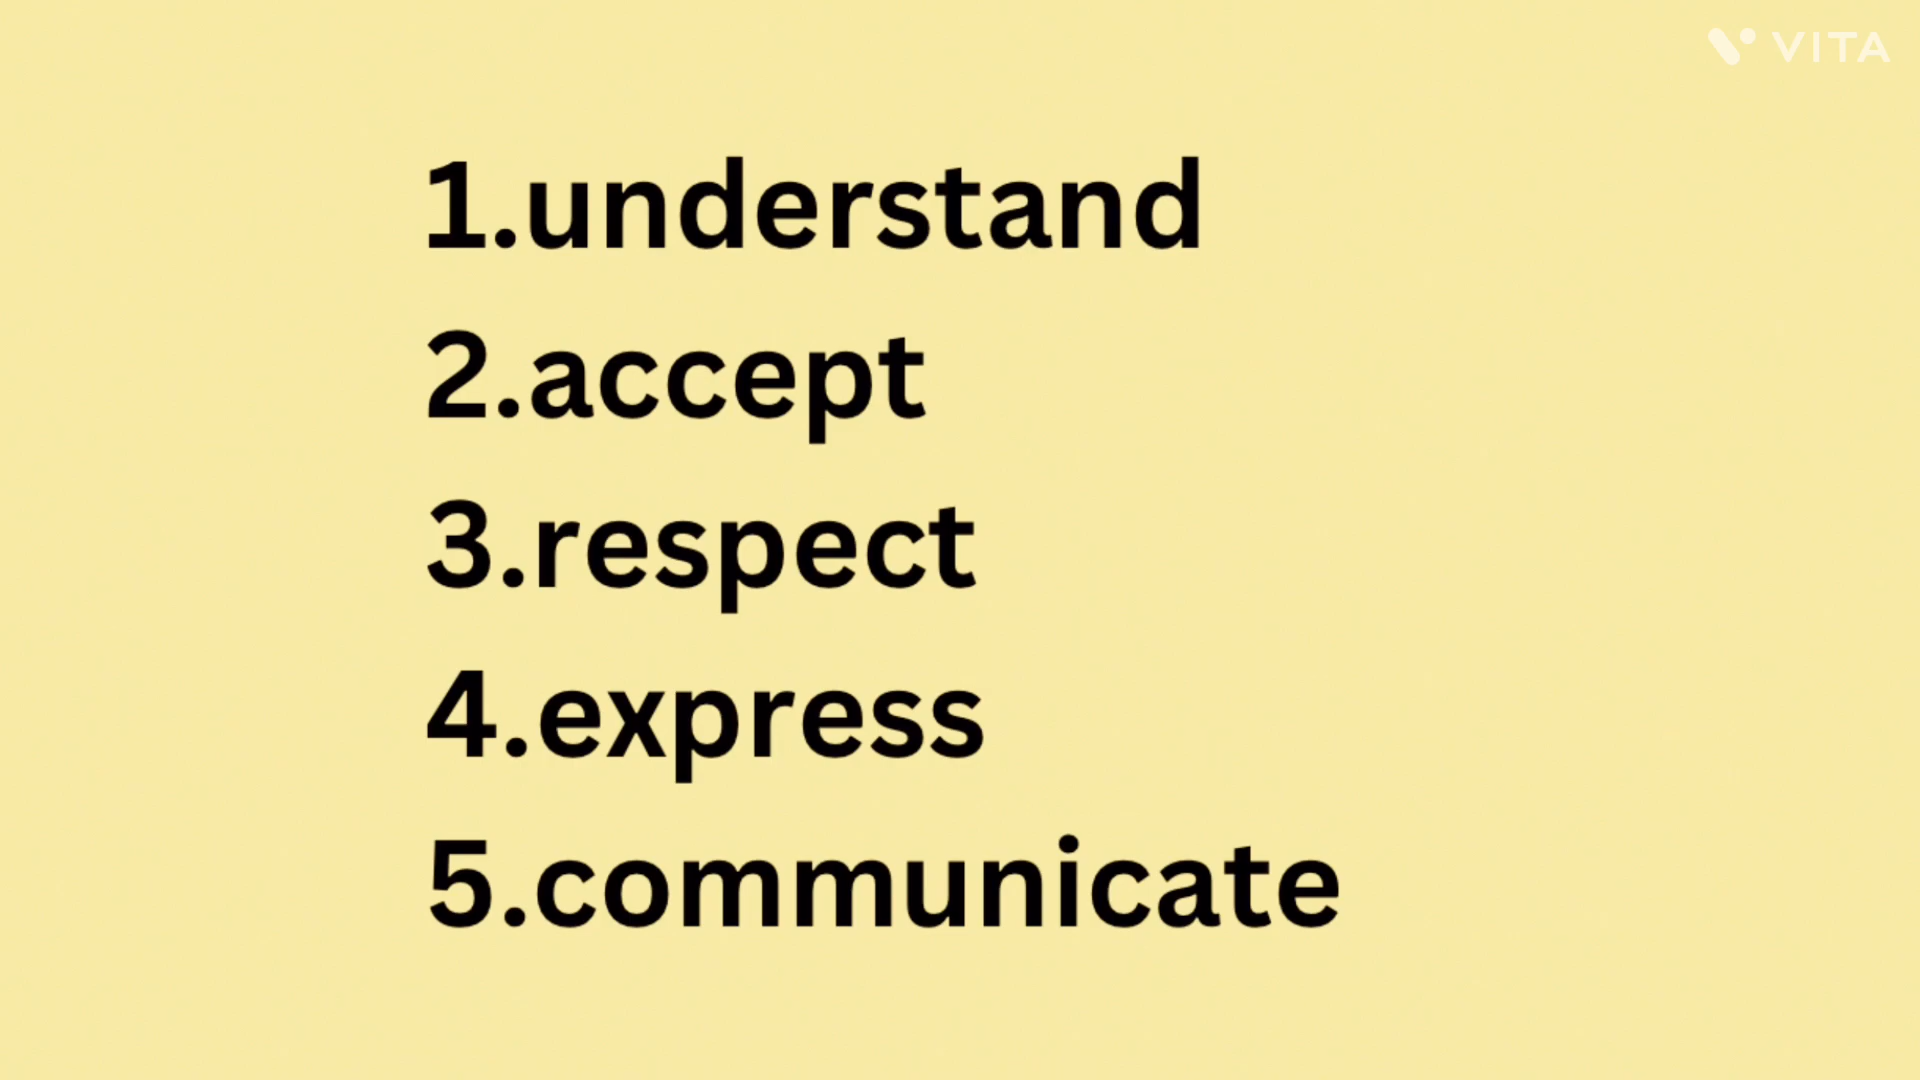 VITA
1.understand
2.accept
3.respect
4.express
5.communicate